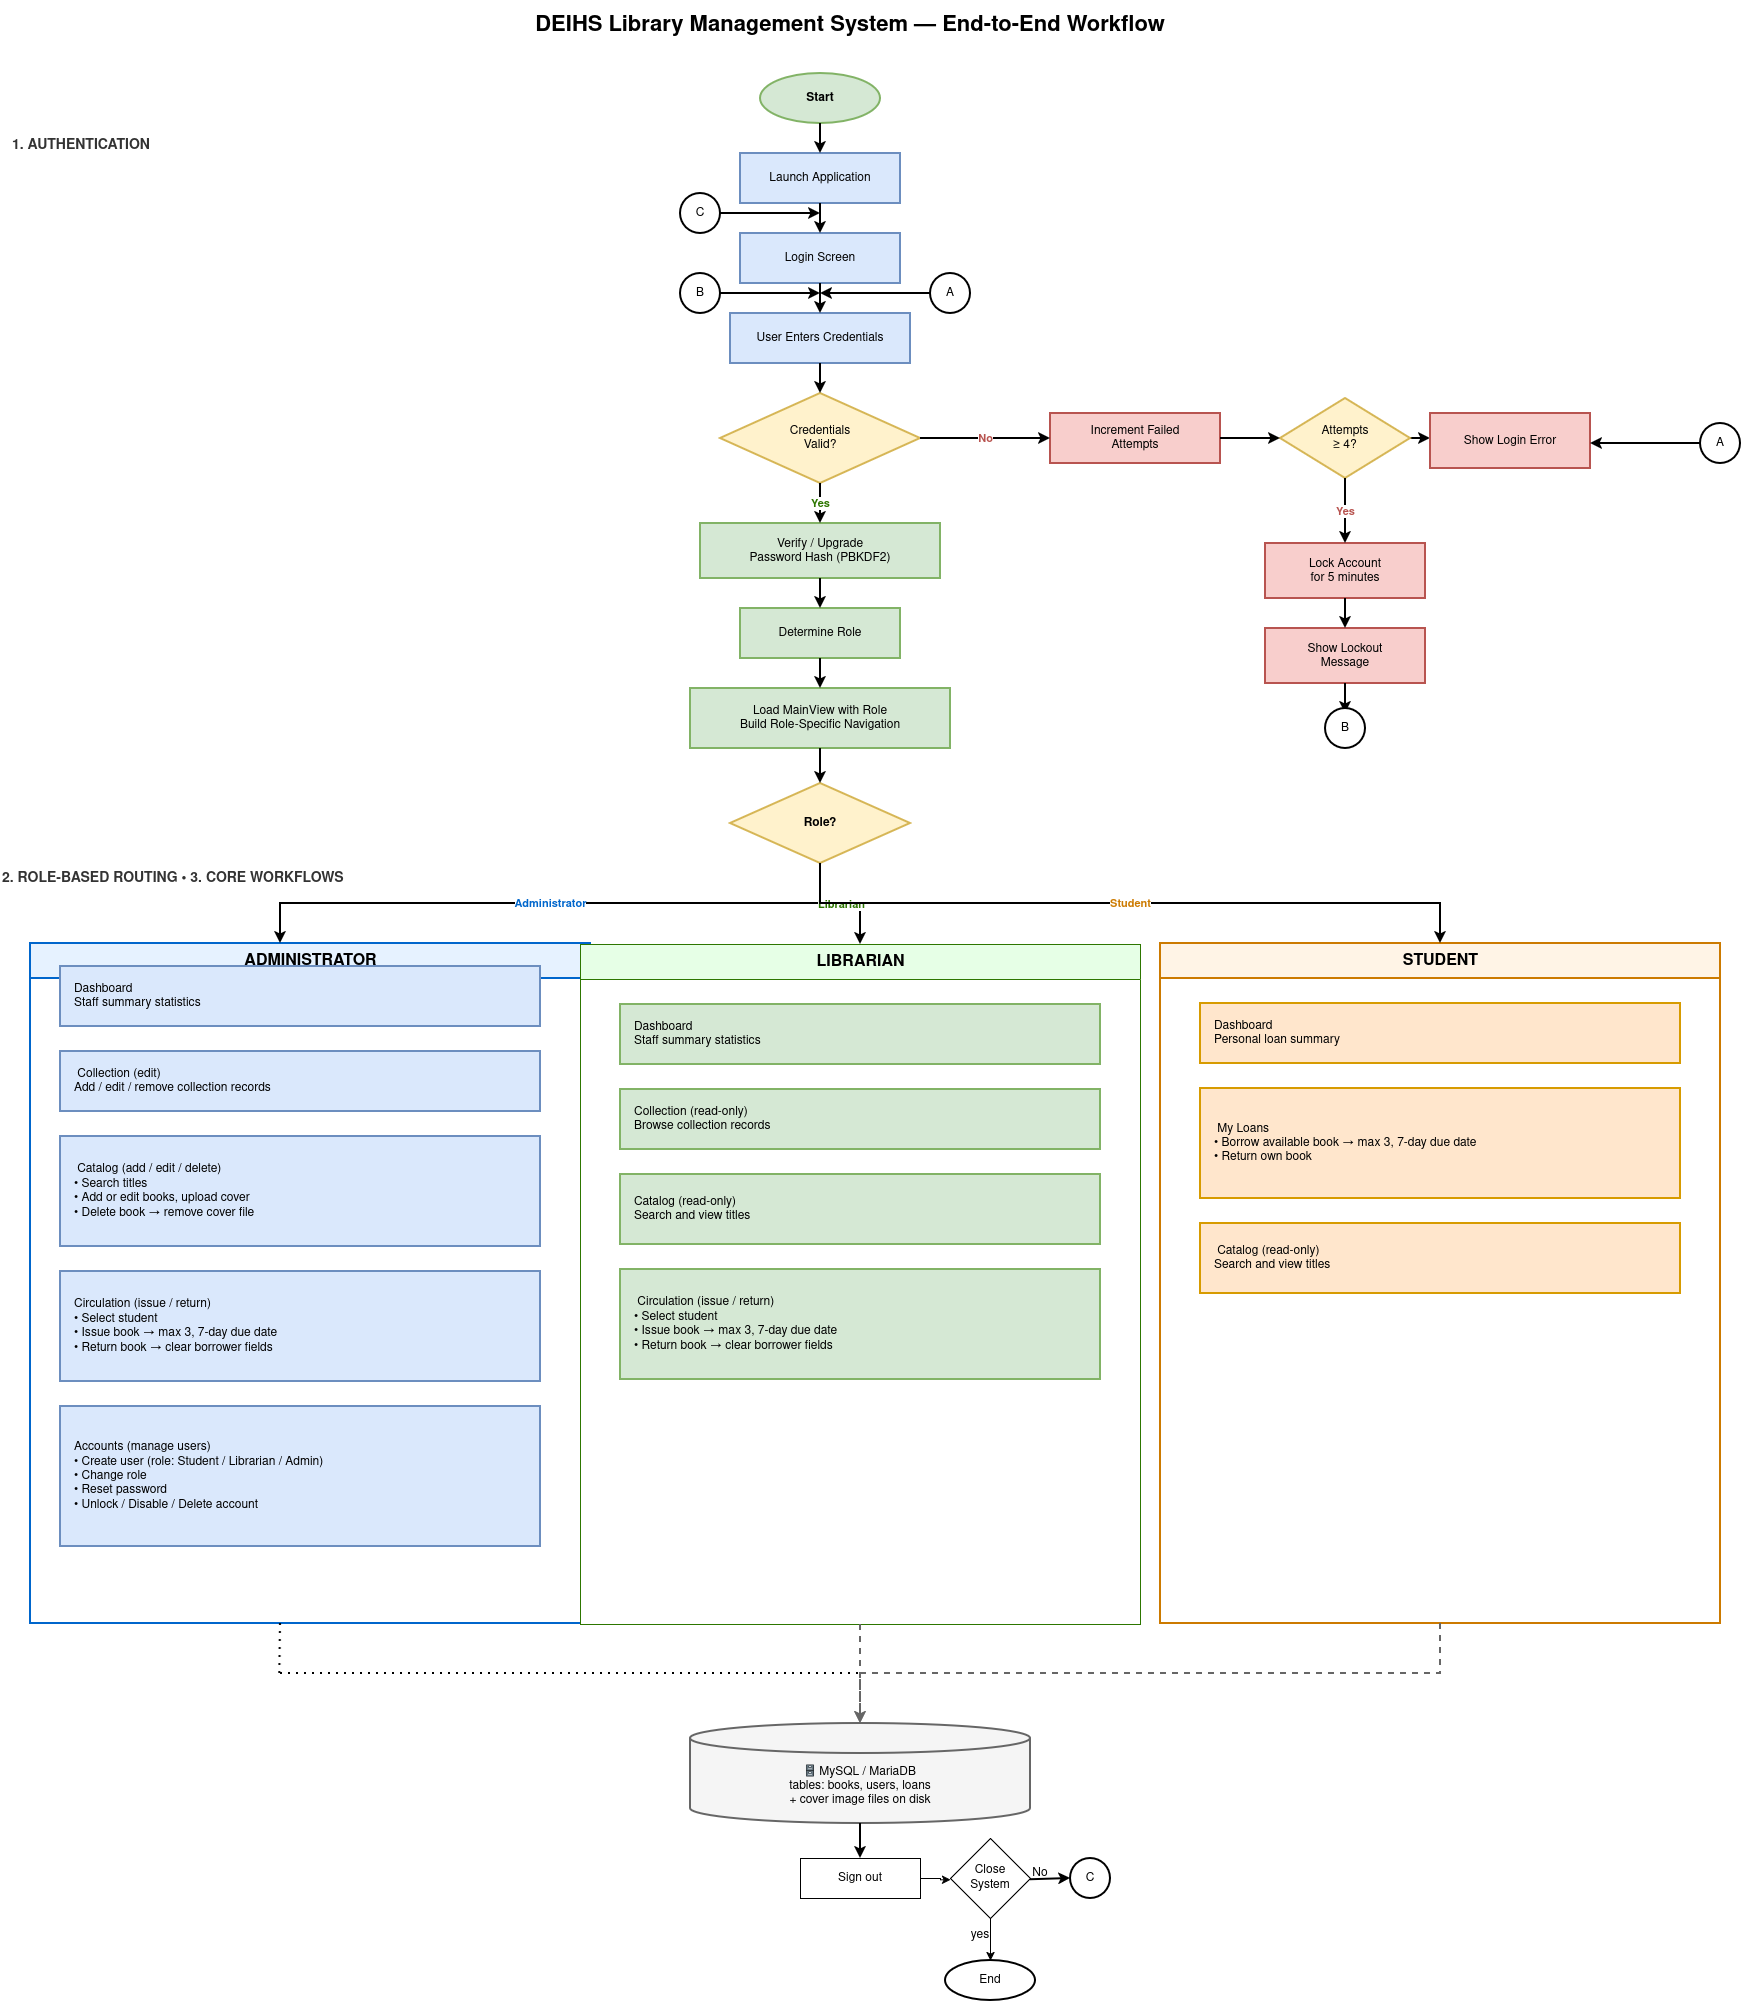 DEIHS Library Management System — End-to-End Workflow
Start
1. AUTHENTICATION
Launch Application
C
Login Screen
B
A
User Enters Credentials
Credentials
Valid?
No
Increment Failed
Attempts
Attempts
≥ 4?
Show Login Error
A
Yes
Yes
Verify / Upgrade
Password Hash (PBKDF2)
Lock Account
for 5 minutes
Determine Role
Show Lockout
Message
Load MainView with Role
Build Role-Specific Navigation
B
Role?
2. ROLE-BASED ROUTING • 3. CORE WORKFLOWS
Administrator
Librarian
Student
ADMINISTRATOR
Dashboard
Staff summary statistics
Collection (edit)
Add / edit / remove collection records
Catalog (add / edit / delete)
• Search titles
• Add or edit books, upload cover
• Delete book → remove cover file
Circulation (issue / return)
• Select student
• Issue book → max 3, 7-day due date
• Return book → clear borrower fields
Accounts (manage users)
• Create user (role: Student / Librarian / Admin)
• Change role
• Reset password
• Unlock / Disable / Delete account
LIBRARIAN
Dashboard
Staff summary statistics
Collection (read-only)
Browse collection records
Catalog (read-only)
Search and view titles
Circulation (issue / return)
• Select student
• Issue book → max 3, 7-day due date
• Return book → clear borrower fields
STUDENT
Dashboard
Personal loan summary
My Loans
• Borrow available book → max 3, 7-day due date
• Return own book
Catalog (read-only)
Search and view titles
🗄 MySQL / MariaDB
tables: books, users, loans
+ cover image files on disk
Sign out
Close
System
No
C
yes
End